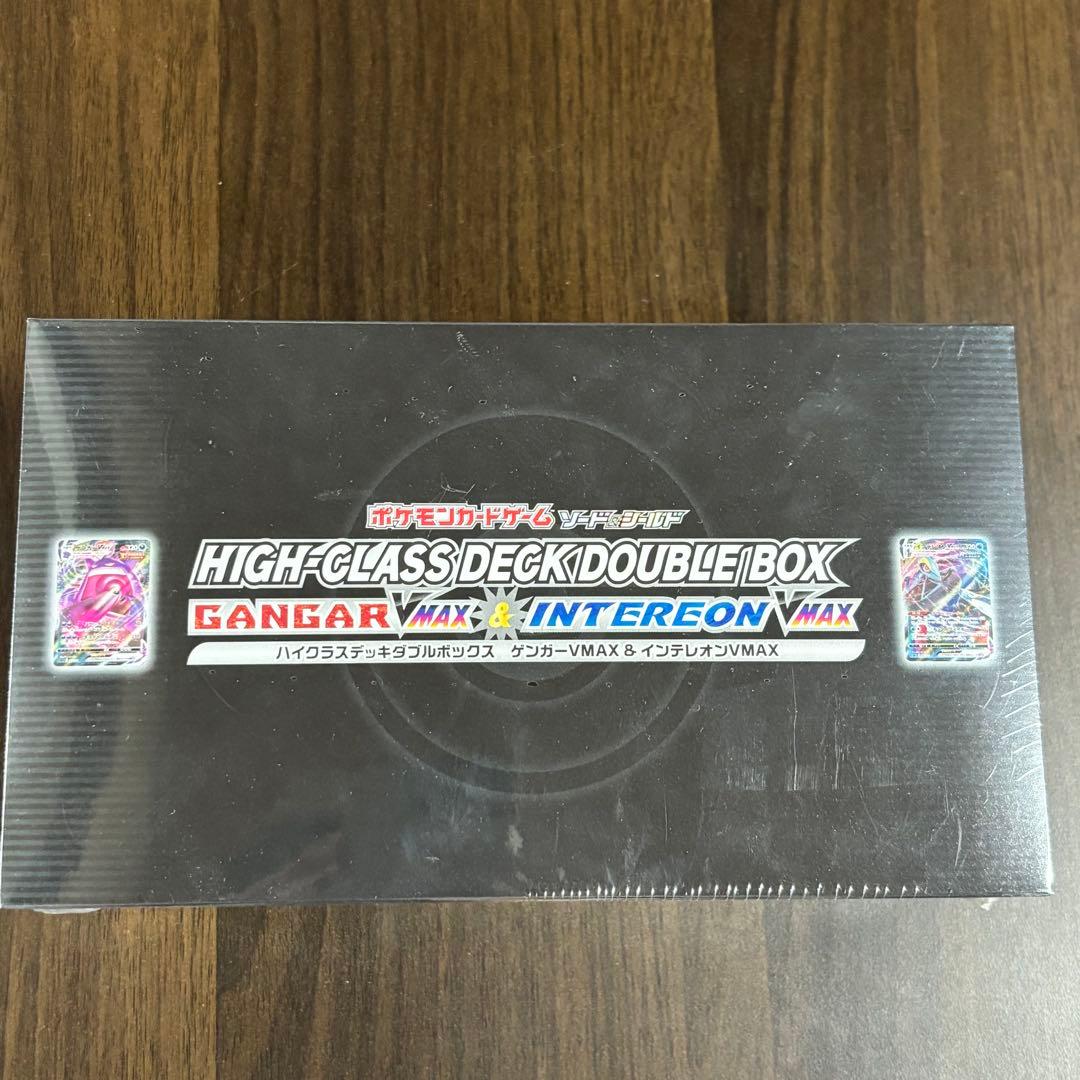 ポケモンカードゲーム ソード&シールド
HIGH-CLASS DECK DOUBLE BOX
GANGAR VMAX & INTEREON VMAX
ハイクラスデッキダブルボックス ゲンガーVMAX & インテレオンVMAX
320
320